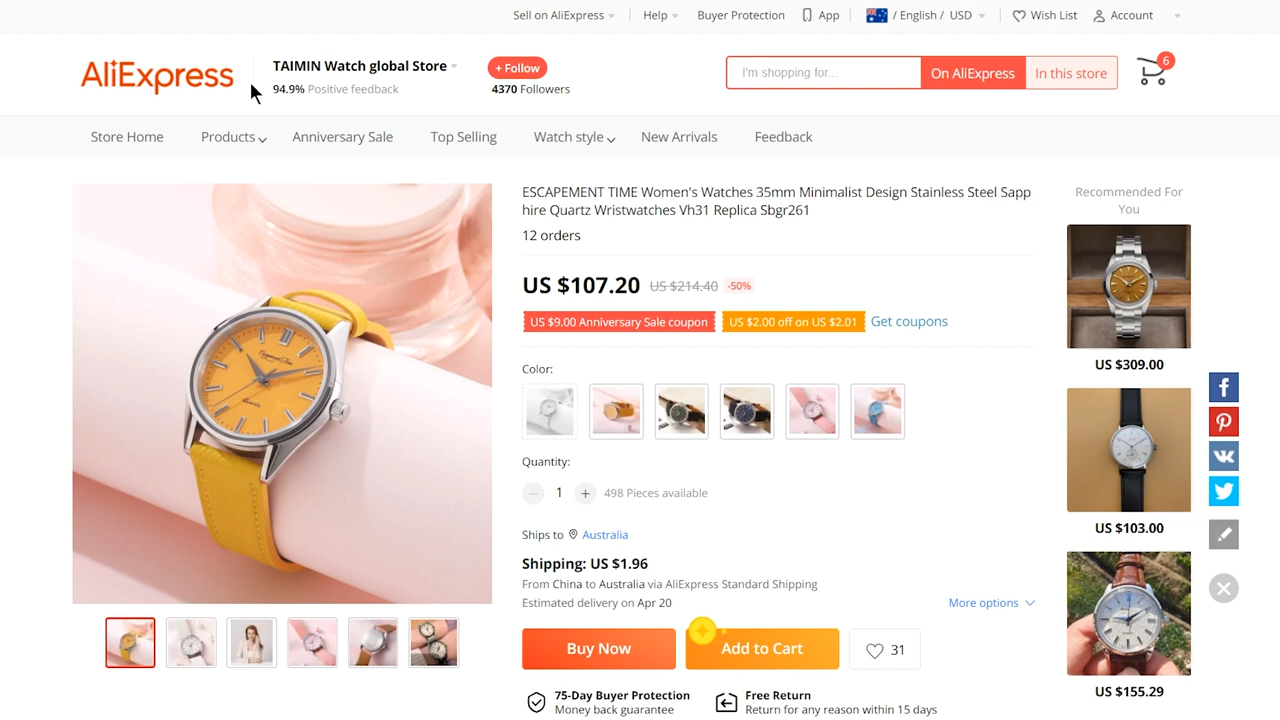 Sell on AliExpress
Help
Buyer Protection
App
/ English / USD
Wish List
Account
AliExpress
TAIMIN Watch global Store
94.9% Positive feedback
+ Follow
4370 Followers
I'm shopping for...
On AliExpress
In this store
6
Store Home
Products
Anniversary Sale
Top Selling
Watch style
New Arrivals
Feedback
ESCAPEMENT TIME Women's Watches 35mm Minimalist Design Stainless Steel Sapp
hire Quartz Wristwatches Vh31 Replica Sbgr261
12 orders
US $107.20 US $214.40 -50%
US $9.00 Anniversary Sale coupon
US $2.00 off on US $2.01
Get coupons
Color:
Quantity:
1
498 Pieces available
Ships to Australia
Shipping: US $1.96
From China to Australia via AliExpress Standard Shipping
Estimated delivery on Apr 20
More options
Buy Now
Add to Cart
31
75-Day Buyer Protection
Money back guarantee
Free Return
Return for any reason within 15 days
Recommended For
You
US $309.00
US $103.00
US $155.29
Escapement Time
Quartz